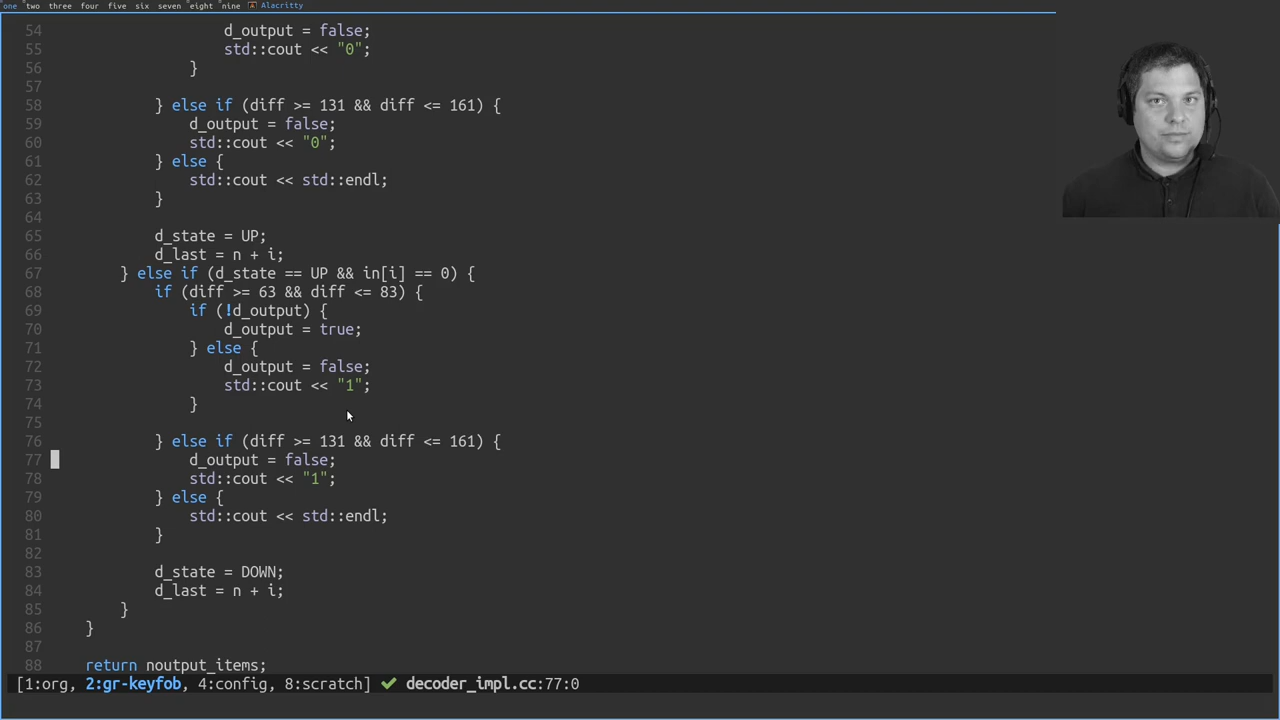 one two three four five six seven eight nine Alacritty
54 d_output = false;
55 std::cout << "0";
56 }
57
58 } else if (diff >= 131 && diff <= 161) {
59 d_output = false;
60 std::cout << "0";
61 } else {
62 std::cout << std::endl;
63 }
64
65 d_state = UP;
66 d_last = n + i;
67 } else if (d_state == UP && in[i] == 0) {
68 if (diff >= 63 && diff <= 83) {
69 if (!d_output) {
70 d_output = true;
71 } else {
72 d_output = false;
73 std::cout << "1";
74 }
75
76 } else if (diff >= 131 && diff <= 161) {
77 d_output = false;
78 std::cout << "1";
79 } else {
80 std::cout << std::endl;
81 }
82
83 d_state = DOWN;
84 d_last = n + i;
85 }
86 }
87
88 return noutput_items;
[1:org, 2:gr-keyfob, 4:config, 8:scratch] ✔ decoder_impl.cc:77:0